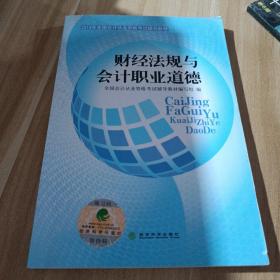 财经法规与
会计职业道德
全国会计从业资格考试辅导教材编写组 编
CaiJing
FaGuiYu
KuaiJiZhiYe
DaoDe
经济科学出版社